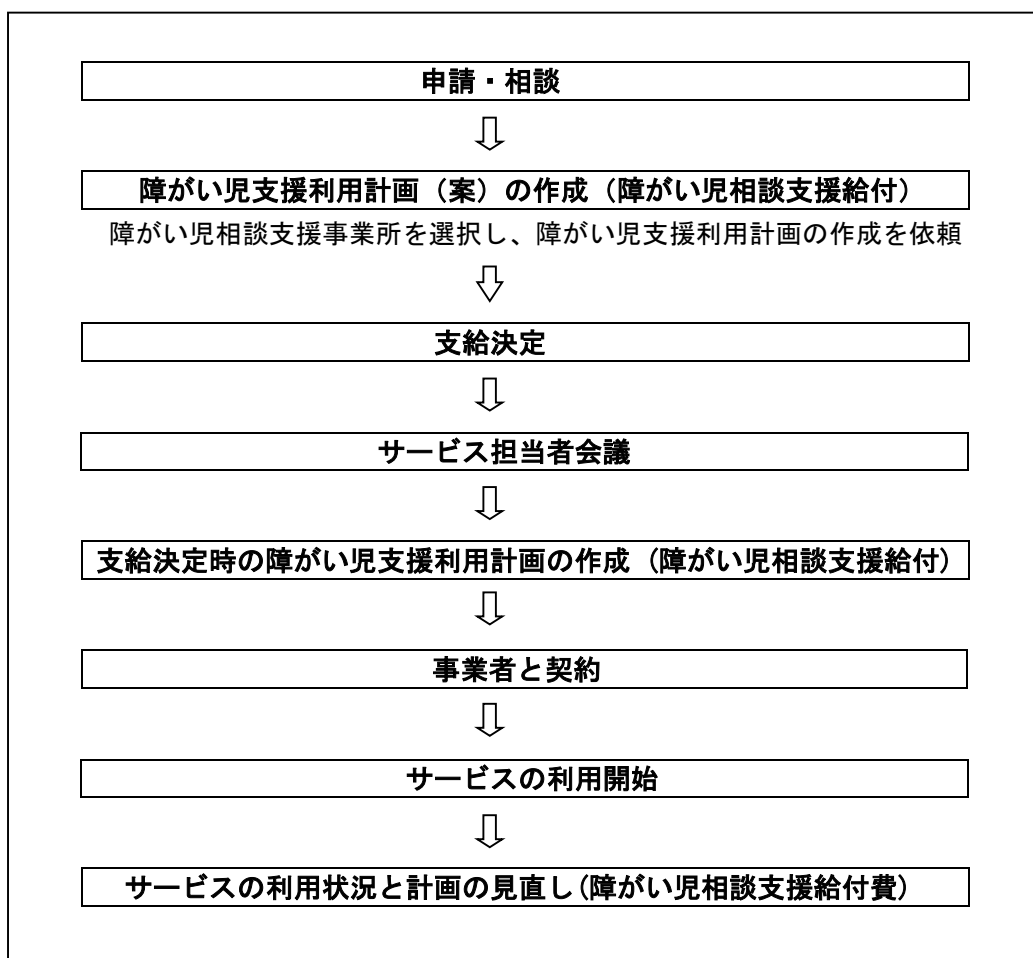 申請・相談
障がい児支援利用計画（案）の作成（障がい児相談支援給付）
障がい児相談支援事業所を選択し、障がい児支援利用計画の作成を依頼
支給決定
サービス担当者会議
支給決定時の障がい児支援利用計画の作成（障がい児相談支援給付）
事業者と契約
サービスの利用開始
サービスの利用状況と計画の見直し（障がい児相談支援給付費）